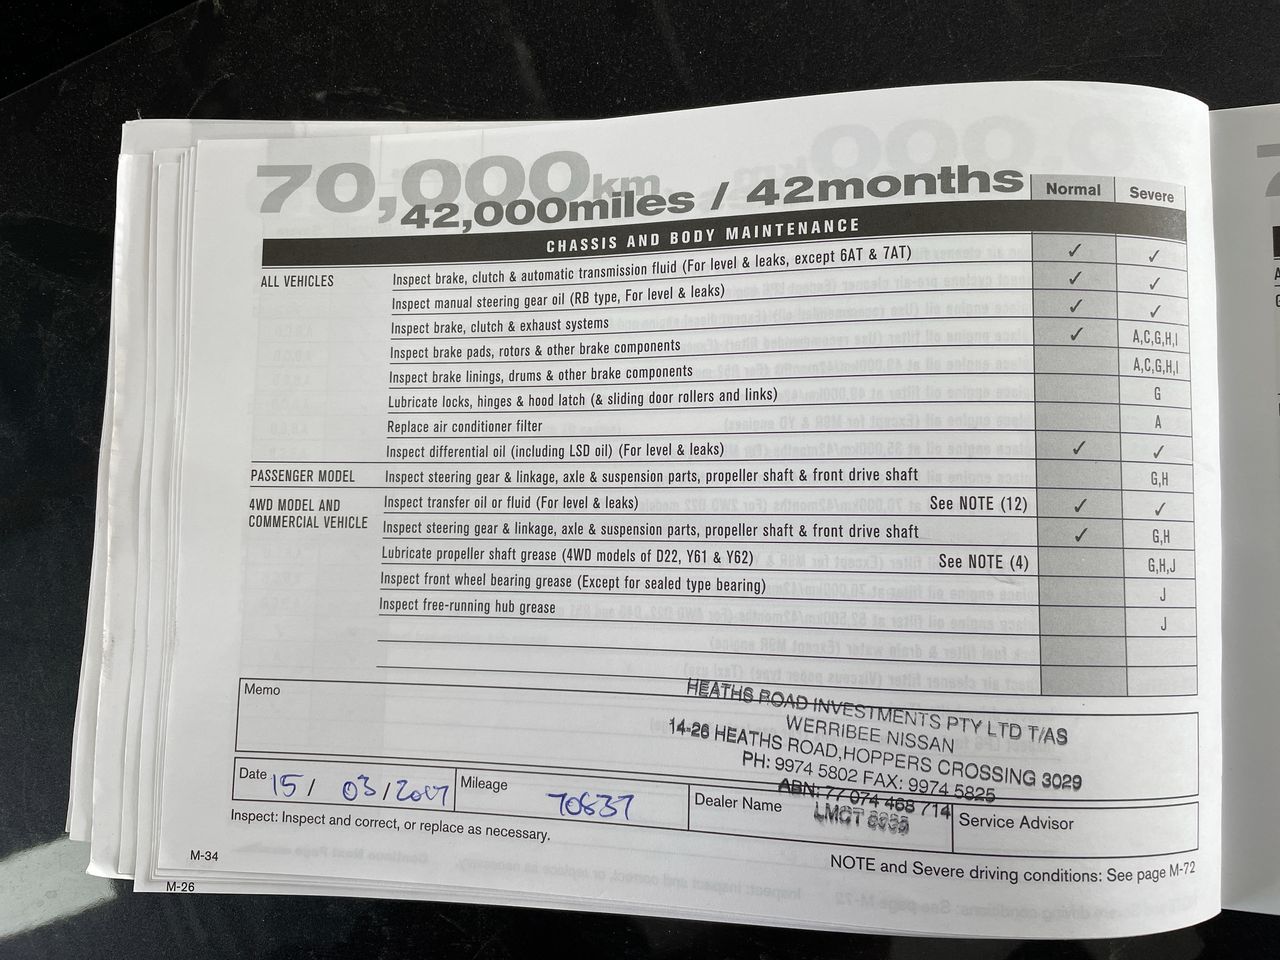 70,000km
42,000miles / 42months
Normal
Severe
CHASSIS AND BODY MAINTENANCE
ALL VEHICLES
Inspect brake, clutch & automatic transmission fluid (For level & leaks, except 6AT & 7AT) ✓ ✓
Inspect manual steering gear oil (RB type, For level & leaks) ✓ ✓
Inspect brake, clutch & exhaust systems ✓ ✓
Inspect brake pads, rotors & other brake components ✓ A,C,G,H,I
Inspect brake linings, drums & other brake components A,C,G,H,I
Lubricate locks, hinges & hood latch (& sliding door rollers and links) G
Replace air conditioner filter A
Inspect differential oil (including LSD oil) (For level & leaks) ✓ ✓
PASSENGER MODEL Inspect steering gear & linkage, axle & suspension parts, propeller shaft & front drive shaft G,H
4WD MODEL AND
COMMERCIAL VEHICLE
Inspect transfer oil or fluid (For level & leaks) See NOTE (12) ✓ ✓
Inspect steering gear & linkage, axle & suspension parts, propeller shaft & front drive shaft ✓ G,H
Lubricate propeller shaft grease (4WD models of D22, Y61 & Y62) See NOTE (4) G,H,J
Inspect front wheel bearing grease (Except for sealed type bearing) J
Inspect free-running hub grease J
Memo
HEATHS ROAD INVESTMENTS PTY LTD T/AS
WERRIBEE NISSAN
14-26 HEATHS ROAD,HOPPERS CROSSING 3029
PH: 9974 5802 FAX: 9974 5825
ABN: 77 074 468 714
LMCT
Date 15/ 03/2017
Mileage 70837
Dealer Name
Service Advisor
Inspect: Inspect and correct, or replace as necessary.
NOTE and Severe driving conditions: See page M-72
M-34
M-26